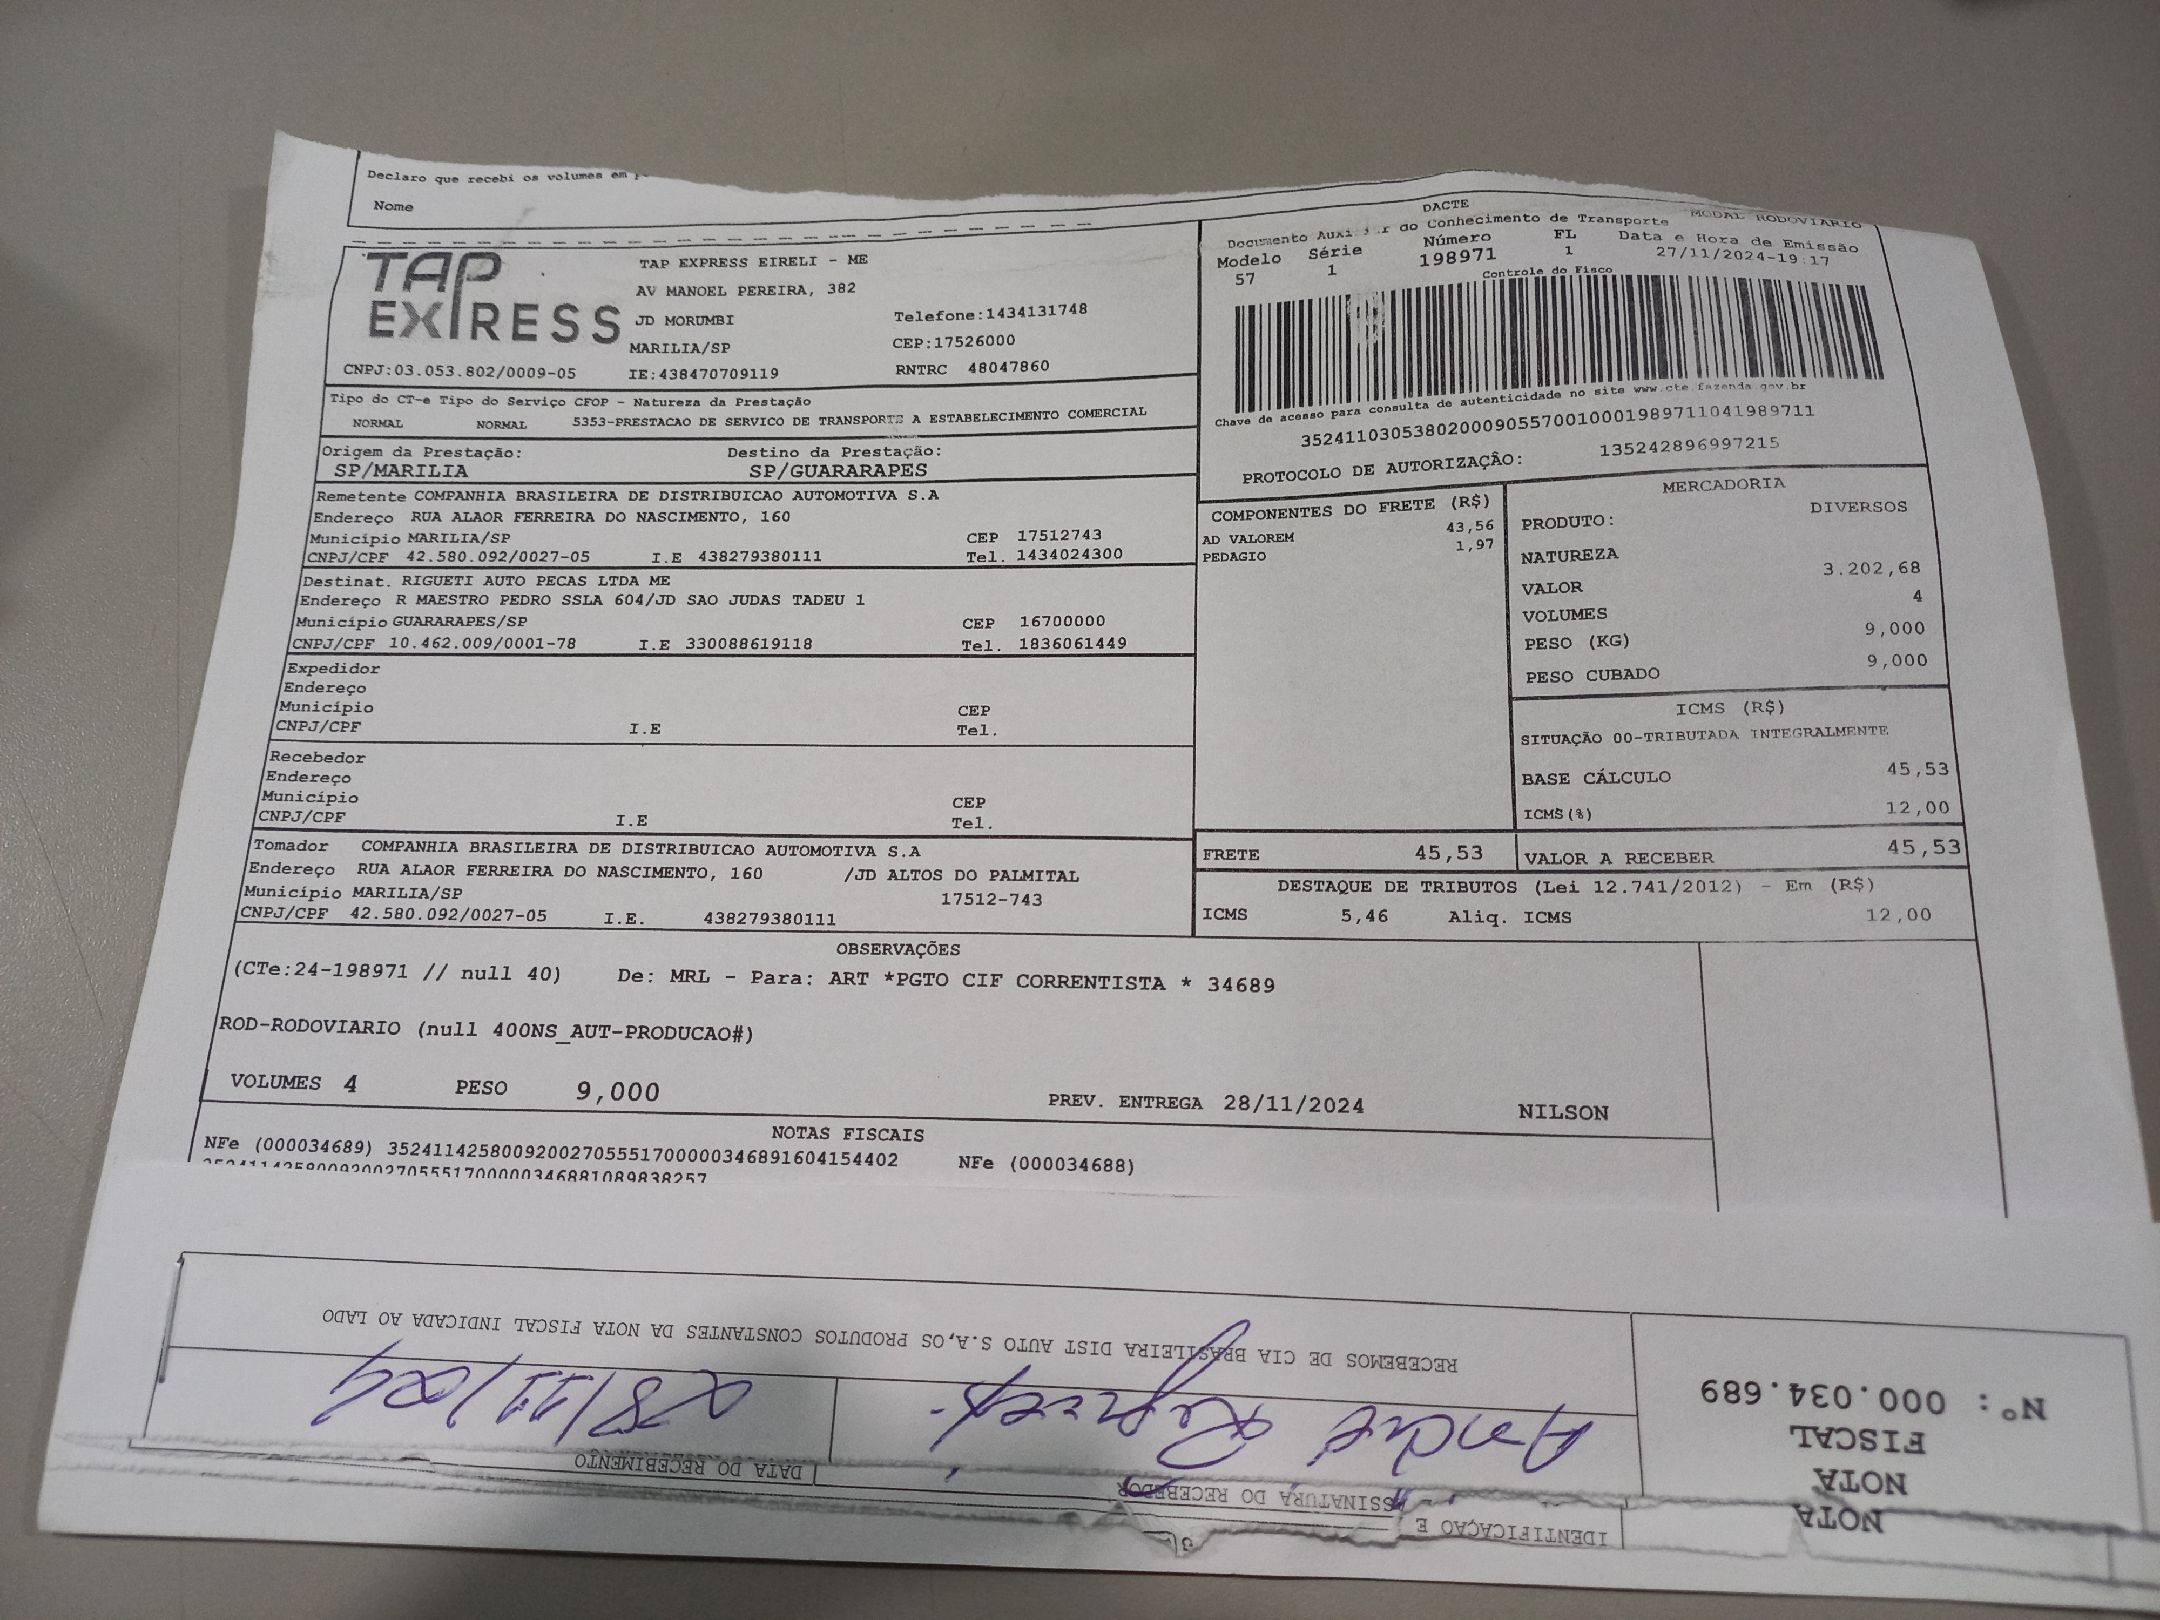 Declaro que recebi os volumes em
Nome
TAP
EXPRESS
TAP EXPRESS EIRELI - ME
AV MANOEL PEREIRA, 382
JD MORUMBI Telefone:1434131748
MARILIA/SP CEP:17526000
CNPJ:03.053.802/0009-05 IE:438470709119 RNTRC 48047860
DACTE
Documento do Conhecimento de Transporte MODAL RODOVIARIO
Modelo Série Número FL Data e Hora de Emissão
57 1 198971 1 27/11/2024-19:17
Controle do Fisco
Chave de acesso para consulta de autenticidade no site www.cte.fazenda.gov.br
35241103053802000905570010001989711041989711
PROTOCOLO DE AUTORIZAÇÃO: 135242896997215
Tipo do CT-e Tipo do Serviço CFOP - Natureza da Prestação
NORMAL NORMAL 5353-PRESTACAO DE SERVICO DE TRANSPORTE A ESTABELECIMENTO COMERCIAL
Origem da Prestação: Destino da Prestação:
SP/MARILIA SP/GUARARAPES
Remetente COMPANHIA BRASILEIRA DE DISTRIBUICAO AUTOMOTIVA S.A
Endereço RUA ALAOR FERREIRA DO NASCIMENTO, 160
Município MARILIA/SP CEP 17512743
CNPJ/CPF 42.580.092/0027-05 I.E 438279380111 Tel. 1434024300
Destinat. RIGUETI AUTO PECAS LTDA ME
Endereço R MAESTRO PEDRO SSLA 604/JD SAO JUDAS TADEU 1
Município GUARARAPES/SP CEP 16700000
CNPJ/CPF 10.462.009/0001-78 I.E 330088619118 Tel. 1836061449
Expedidor
Endereço
Município CEP
CNPJ/CPF I.E Tel.
Recebedor
Endereço
Município CEP
CNPJ/CPF I.E Tel.
Tomador COMPANHIA BRASILEIRA DE DISTRIBUICAO AUTOMOTIVA S.A
Endereço RUA ALAOR FERREIRA DO NASCIMENTO, 160 /JD ALTOS DO PALMITAL
Município MARILIA/SP 17512-743
CNPJ/CPF 42.580.092/0027-05 I.E. 438279380111
COMPONENTES DO FRETE (R$)
AD VALOREM 43,56
PEDAGIO 1,97
MERCADORIA
PRODUTO: DIVERSOS
NATUREZA
VALOR 3.202,68
VOLUMES 4
PESO (KG) 9,000
PESO CUBADO 9,000
ICMS (R$)
SITUAÇÃO 00-TRIBUTADA INTEGRALMENTE
BASE CÁLCULO 45,53
ICMS(%) 12,00
FRETE 45,53 VALOR A RECEBER 45,53
DESTAQUE DE TRIBUTOS (Lei 12.741/2012) - Em (R$)
ICMS 5,46 Aliq. ICMS 12,00
OBSERVAÇÕES
(CTe:24-198971 // null 40) De: MRL - Para: ART *PGTO CIF CORRENTISTA * 34689
ROD-RODOVIARIO (null 400NS_AUT-PRODUCAO#)
VOLUMES 4 PESO 9,000 PREV. ENTREGA 28/11/2024 NILSON
NOTAS FISCAIS
NFe (000034689) 35241142580092002705551700000346891604154402 NFe (000034688)
35241142580092002705551700000346881089838257
NOTA
NOTA
FISCAL
Nº: 000.034.689
IDENTIFICAÇAO E
ASSINATURA DO RECEBEDOR
DATA DO RECEBIMENTO
André
28/11/024
RECEBEMOS DE CIA BRASILEIRA DIST AUTO S.A,OS PRODUTOS CONSTANTES DA NOTA FISCAL INDICADA AO LADO